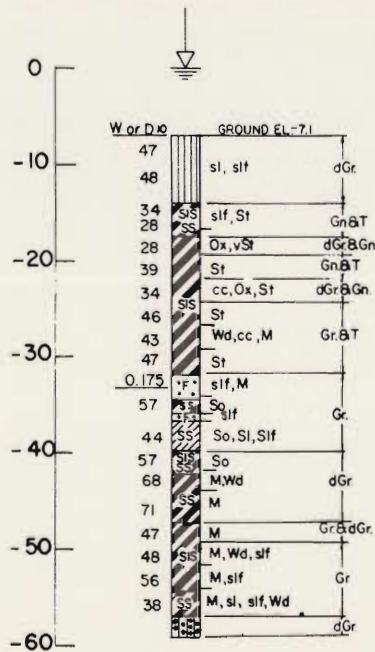 0
W or D10 GROUND EL-7.1
47
-10
48 sl, slf dGr.
34 SIS slf, St Gn&T
28 SS
28 Ox,vSt dGr&Gn
-20
39 St Gn&T
34 cc, Ox, St dGr&Gn.
SIS
46 St
43 Wd,cc,M Gr.&T
-30
47 St
0.175 F slf,M
57 SS So
F slf Gr.
44 SS So, Sl, Slf
-40
57 SIS So
SS
68 M,Wd dGr.
SS M
71
47 M Gr&dGr.
-50
48 SIS M, Wd, slf
56 M,slf Gr
38 SS M, sl, slf,Wd
dGr.
-60